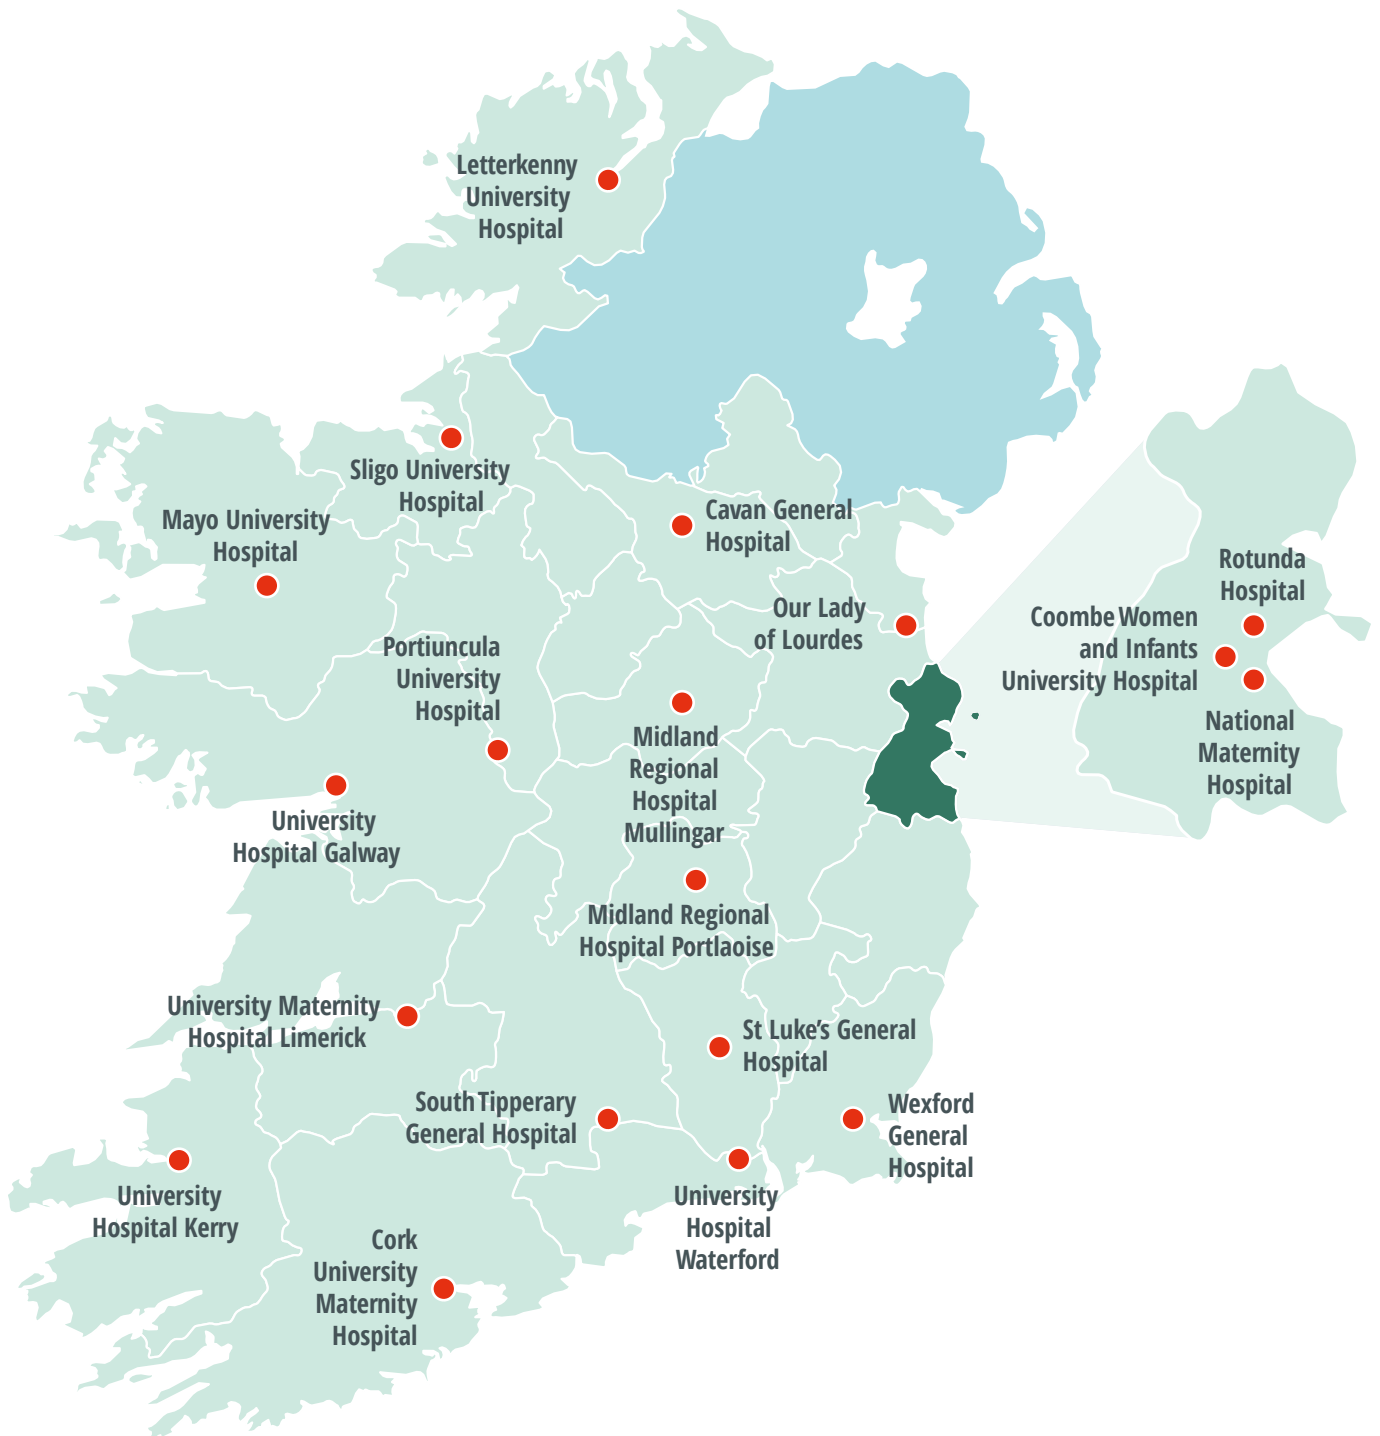 Letterkenny
University
Hospital
Sligo University
Hospital
Mayo University
Hospital
Cavan General
Hospital
Rotunda
Hospital
Our Lady
of Lourdes
Coombe Women
and Infants
University Hospital
Portiuncula
University
Hospital
National
Maternity
Hospital
Midland
Regional
Hospital
Mullingar
University
Hospital Galway
Midland Regional
Hospital Portlaoise
University Maternity
Hospital Limerick
St Luke’s General
Hospital
South Tipperary
General Hospital
Wexford
General
Hospital
University
Hospital Kerry
University
Hospital
Waterford
Cork
University
Maternity
Hospital